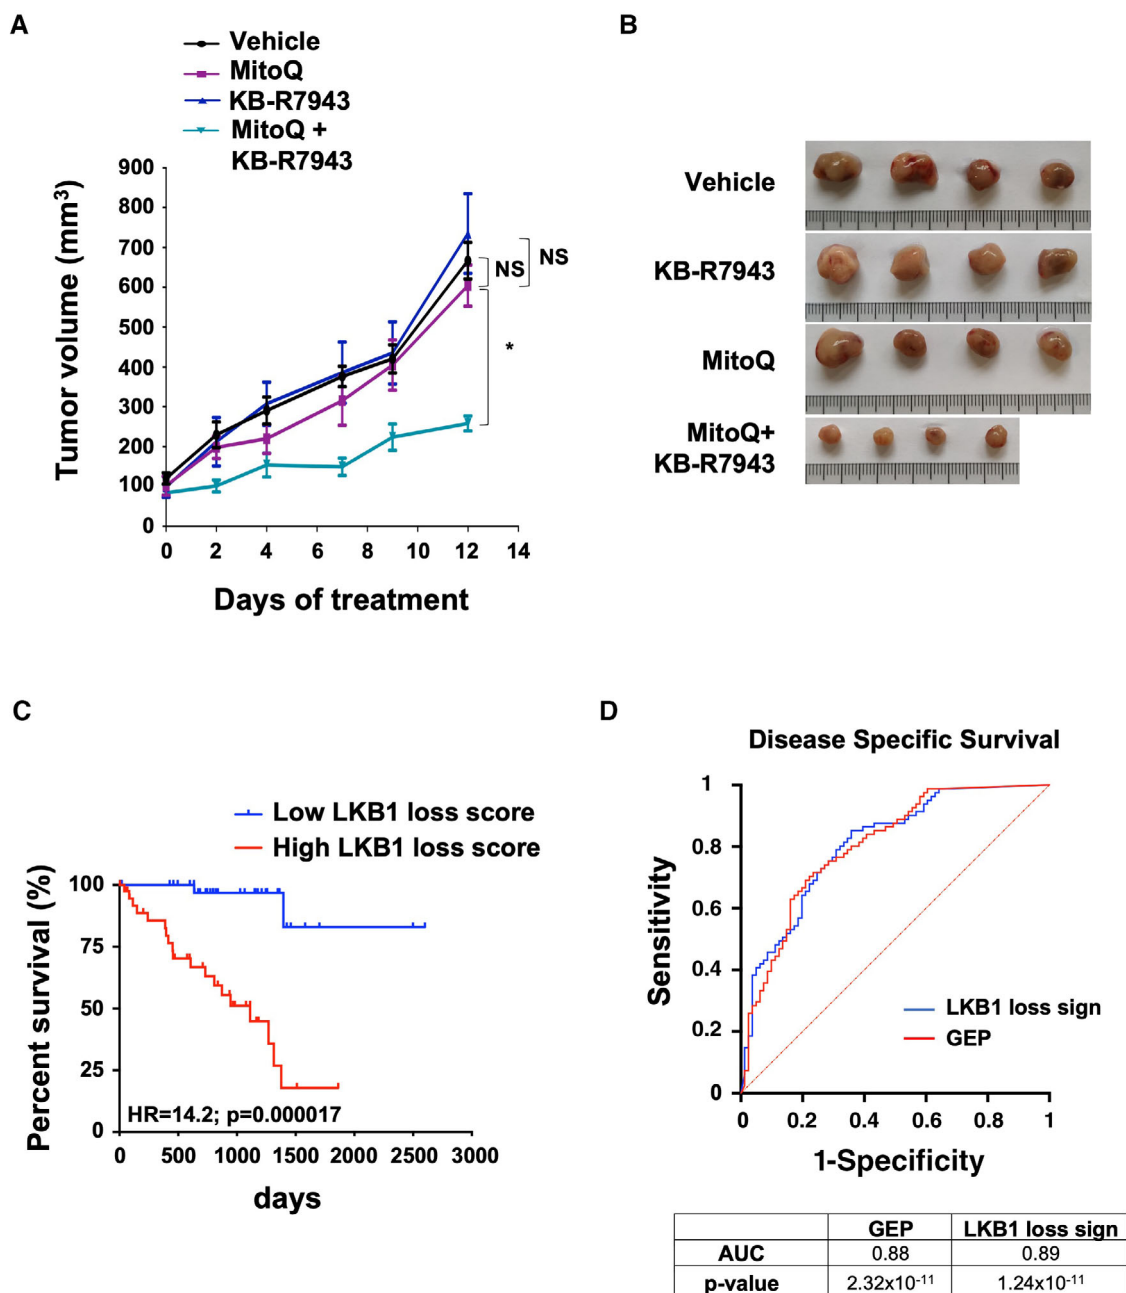 A
Vehicle
MitoQ
KB-R7943
MitoQ +
KB-R7943
900
800
700
600
500
400
300
200
100
0
Tumor volume (mm³)
NS
NS
*
0 2 4 6 8 10 12 14
Days of treatment
B
Vehicle
KB-R7943
MitoQ
MitoQ+
KB-R7943
C
Low LKB1 loss score
High LKB1 loss score
100
75
50
25
0
Percent survival (%)
HR=14.2; p=0.000017
0 500 1000 1500 2000 2500 3000
days
D
Disease Specific Survival
1
0.8
0.6
0.4
0.2
0
Sensitivity
LKB1 loss sign
GEP
0 0.2 0.4 0.6 0.8 1
1-Specificity
GEP LKB1 loss sign
AUC 0.88 0.89
p-value 2.32x10⁻¹¹ 1.24x10⁻¹¹